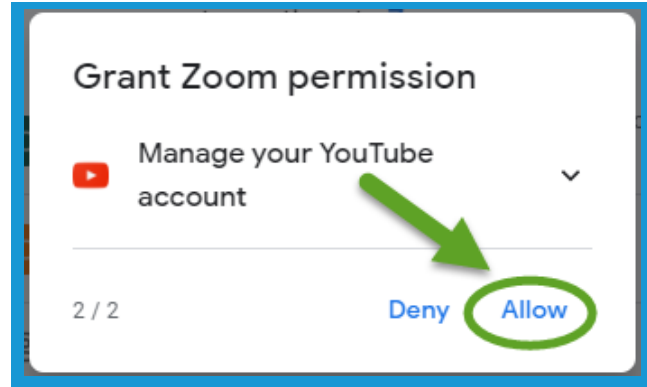 Grant Zoom permission
Manage your YouTube
account
2 / 2
Deny
Allow